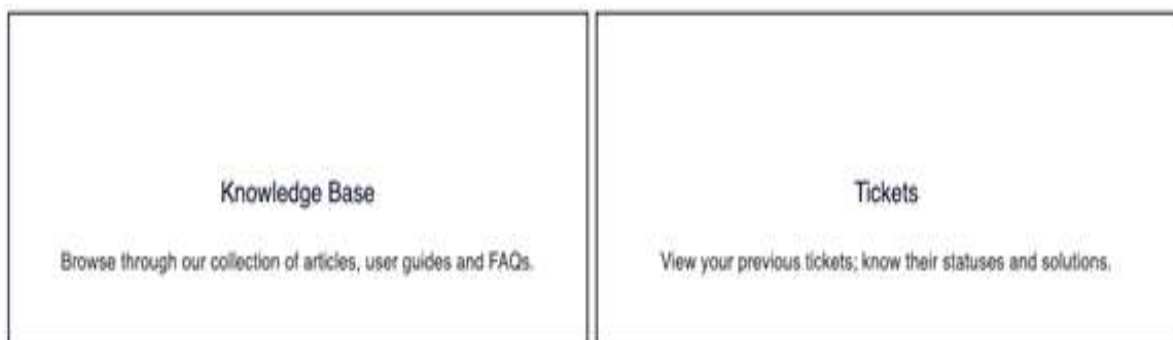 Knowledge Base
Browse through our collection of articles, user guides and FAQs.
Tickets
View your previous tickets; know their statuses and solutions.